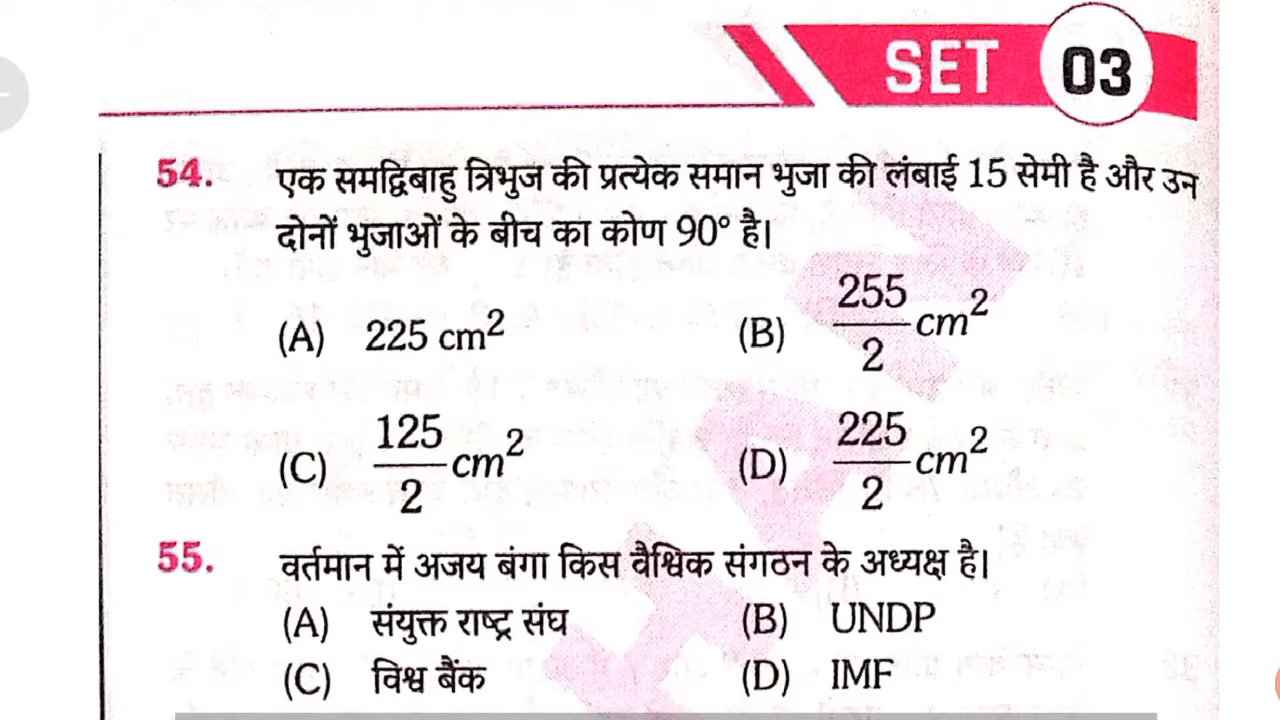 SET 03
54. एक समद्विबाहु त्रिभुज की प्रत्येक समान भुजा की लंबाई 15 सेमी है और उन
दोनों भुजाओं के बीच का कोण 90° है।
(A) 225 cm² (B) 255/2 cm²
(C) 125/2 cm² (D) 225/2 cm²
55. वर्तमान में अजय बंगा किस वैश्विक संगठन के अध्यक्ष है।
(A) संयुक्त राष्ट्र संघ (B) UNDP
(C) विश्व बैंक (D) IMF